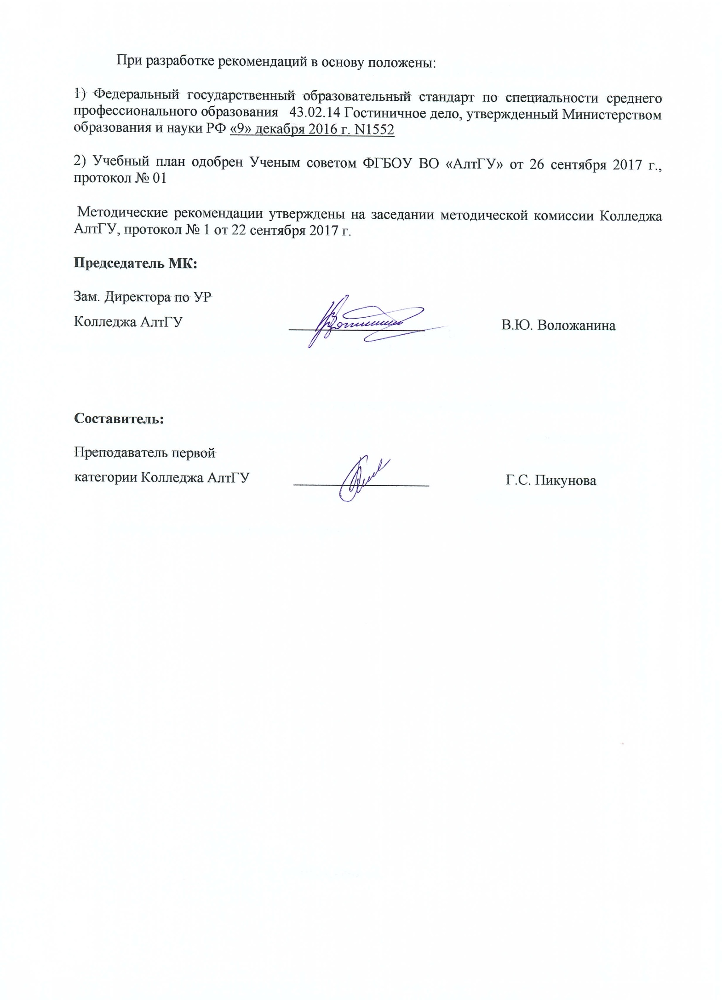 При разработке рекомендаций в основу положены:
1) Федеральный государственный образовательный стандарт по специальности среднего
профессионального образования 43.02.14 Гостиничное дело, утвержденный Министерством
образования и науки РФ «9» декабря 2016 г. N1552
2) Учебный план одобрен Ученым советом ФГБОУ ВО «АлтГУ» от 26 сентября 2017 г.,
протокол № 01
Методические рекомендации утверждены на заседании методической комиссии Колледжа
АлтГУ, протокол № 1 от 22 сентября 2017 г.
Председатель МК:
Зам. Директора по УР
Колледжа АлтГУ В.Ю. Воложанина
Составитель:
Преподаватель первой
категории Колледжа АлтГУ Г.С. Пикунова